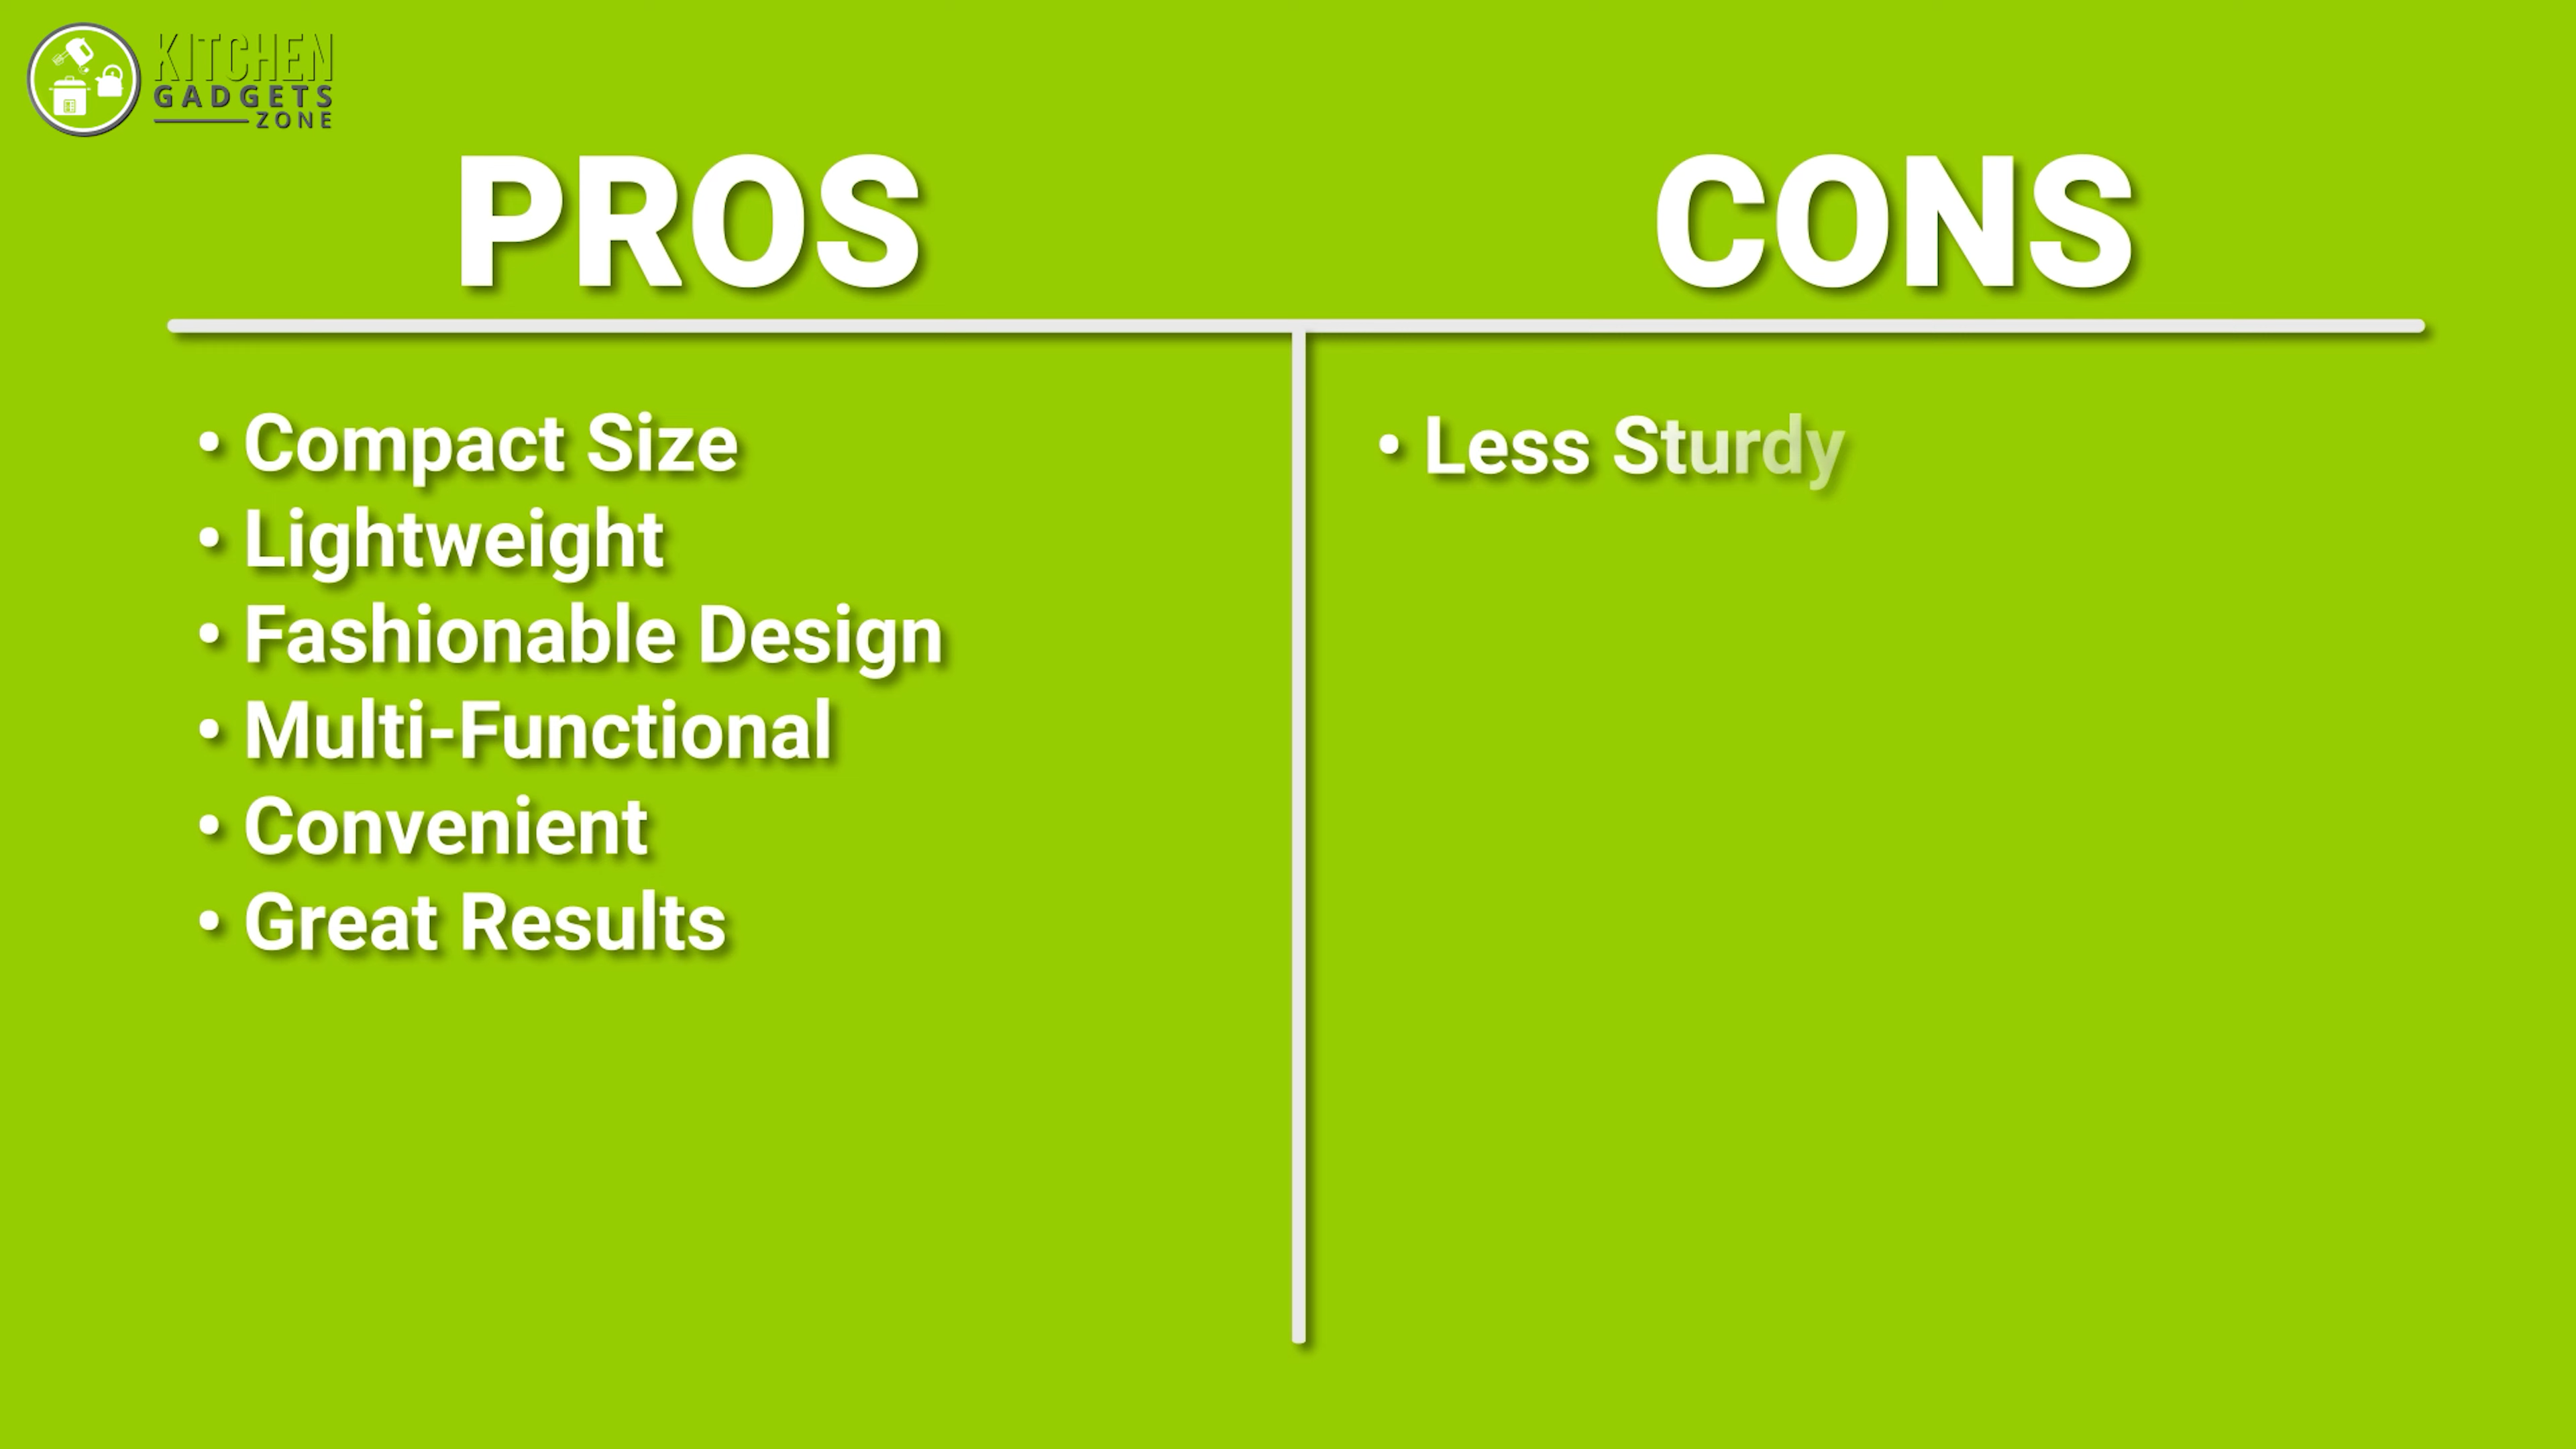 KITCHEN
GADGETS
ZONE
PROS
CONS
• Compact Size
• Lightweight
• Fashionable Design
• Multi-Functional
• Convenient
• Great Results
• Less Sturdy